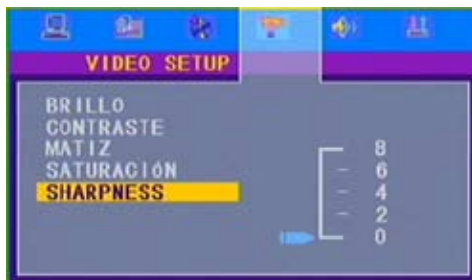 VIDEO SETUP
BRILLO
CONTRASTE
MATIZ
SATURACIÓN
SHARPNESS
8
6
4
2
0